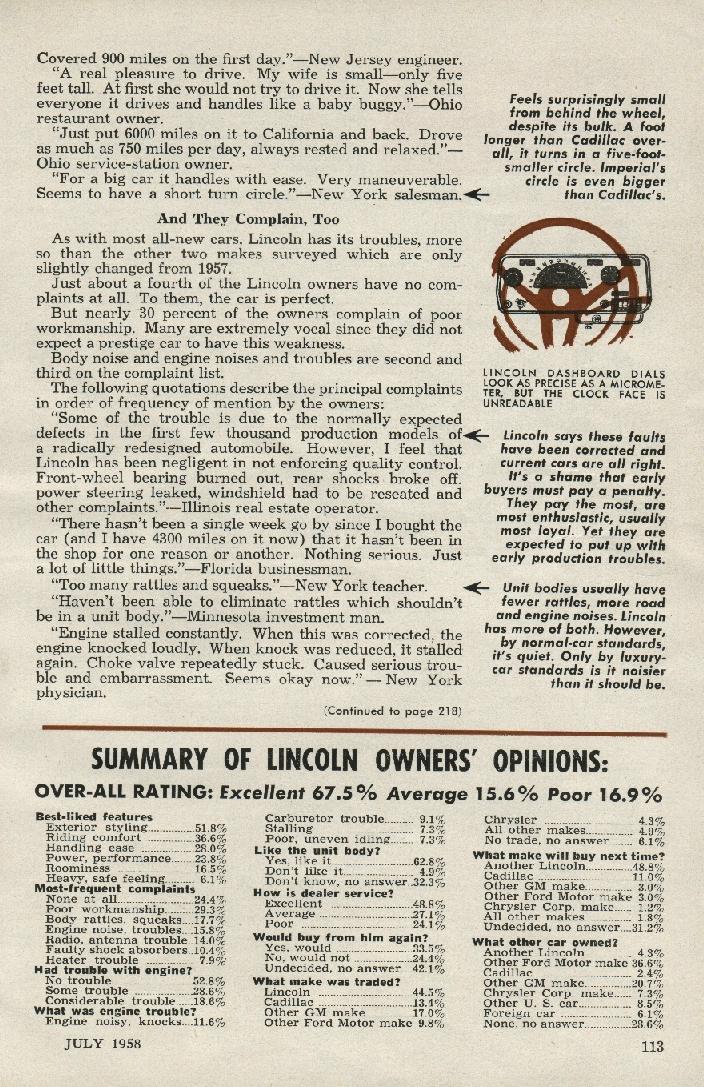 Covered 900 miles on the first day."—New Jersey engineer.
"A real pleasure to drive. My wife is small—only five
feet tall. At first she would not try to drive it. Now she tells
everyone it drives and handles like a baby buggy."—Ohio
restaurant owner.
"Just put 6000 miles on it to California and back. Drove
as much as 750 miles per day, always rested and relaxed."—
Ohio service-station owner.
"For a big car it handles with ease. Very maneuverable.
Seems to have a short turn circle."—New York salesman.
Feels surprisingly small
from behind the wheel,
despite its bulk. A foot
longer than Cadillac over-
all, it turns in a five-foot-
smaller circle. Imperial's
circle is even bigger
than Cadillac's.
And They Complain, Too
As with most all-new cars, Lincoln has its troubles, more
so than the other two makes surveyed which are only
slightly changed from 1957.
Just about a fourth of the Lincoln owners have no com-
plaints at all. To them, the car is perfect.
But nearly 30 percent of the owners complain of poor
workmanship. Many are extremely vocal since they did not
expect a prestige car to have this weakness.
Body noise and engine noises and troubles are second and
third on the complaint list.
The following quotations describe the principal complaints
in order of frequency of mention by the owners:
LINCOLN DASHBOARD DIALS
LOOK AS PRECISE AS A MICROME-
TER, BUT THE CLOCK FACE IS
UNREADABLE
"Some of the trouble is due to the normally expected
defects in the first few thousand production models of
a radically redesigned automobile. However, I feel that
Lincoln has been negligent in not enforcing quality control.
Front-wheel bearing burned out, rear shocks broke off,
power steering leaked, windshield had to be reseated and
other complaints."—Illinois real estate operator.
"There hasn't been a single week go by since I bought the
car (and I have 4300 miles on it now) that it hasn't been in
the shop for one reason or another. Nothing serious. Just
a lot of little things."—Florida businessman.
Lincoln says these faults
have been corrected and
current cars are all right.
It's a shame that early
buyers must pay a penalty.
They pay the most, are
most enthusiastic, usually
most loyal. Yet they are
expected to put up with
early production troubles.
"Too many rattles and squeaks."—New York teacher.
"Haven't been able to eliminate rattles which shouldn't
be in a unit body."—Minnesota investment man.
"Engine stalled constantly. When this was corrected, the
engine knocked loudly. When knock was reduced, it stalled
again. Choke valve repeatedly stuck. Caused serious trou-
ble and embarrassment. Seems okay now."—New York
physician.
Unit bodies usually have
fewer rattles, more road
and engine noises. Lincoln
has more of both. However,
by normal-car standards,
it's quiet. Only by luxury-
car standards is it noisier
than it should be.
(Continued to page 218)
SUMMARY OF LINCOLN OWNERS' OPINIONS:
OVER-ALL RATING: Excellent 67.5% Average 15.6% Poor 16.9%
Best-liked features
Exterior styling 51.8%
Riding comfort 36.6%
Handling ease 28.0%
Power, performance 23.8%
Roominess 16.5%
Heavy, safe feeling 6.1%
Most-frequent complaints
None at all 24.4%
Poor workmanship 29.3%
Body rattles, squeaks 17.7%
Engine noise, troubles 15.8%
Radio, antenna trouble 14.0%
Faulty shock absorbers 10.4%
Heater trouble 7.9%
Had trouble with engine?
No trouble 52.8%
Some trouble 28.6%
Considerable trouble 18.6%
What was engine trouble?
Engine noisy, knocks 11.6%
Carburetor trouble 9.1%
Stalling 7.3%
Poor, uneven idling 7.3%
Like the unit body?
Yes, like it 62.8%
Don't like it 4.9%
Don't know, no answer 32.3%
How is dealer service?
Excellent 48.8%
Average 27.1%
Poor 24.1%
Would buy from him again?
Yes, would 33.5%
No, would not 24.4%
Undecided, no answer 42.1%
What make was traded?
Lincoln 44.5%
Cadillac 13.4%
Other GM make 17.0%
Other Ford Motor make 9.8%
Chrysler 4.3%
All other makes 4.9%
No trade, no answer 6.1%
What make will buy next time?
Another Lincoln 48.8%
Cadillac 11.0%
Other GM make 3.0%
Other Ford Motor make 3.0%
Chrysler Corp. make 1.2%
All other makes 1.8%
Undecided, no answer 31.2%
What other car owned?
Another Lincoln 4.3%
Other Ford Motor make 36.6%
Cadillac 2.4%
Other GM make 20.7%
Chrysler Corp make 7.3%
Other U. S. car 8.5%
Foreign car 6.1%
None, no answer 28.6%
JULY 1958
113